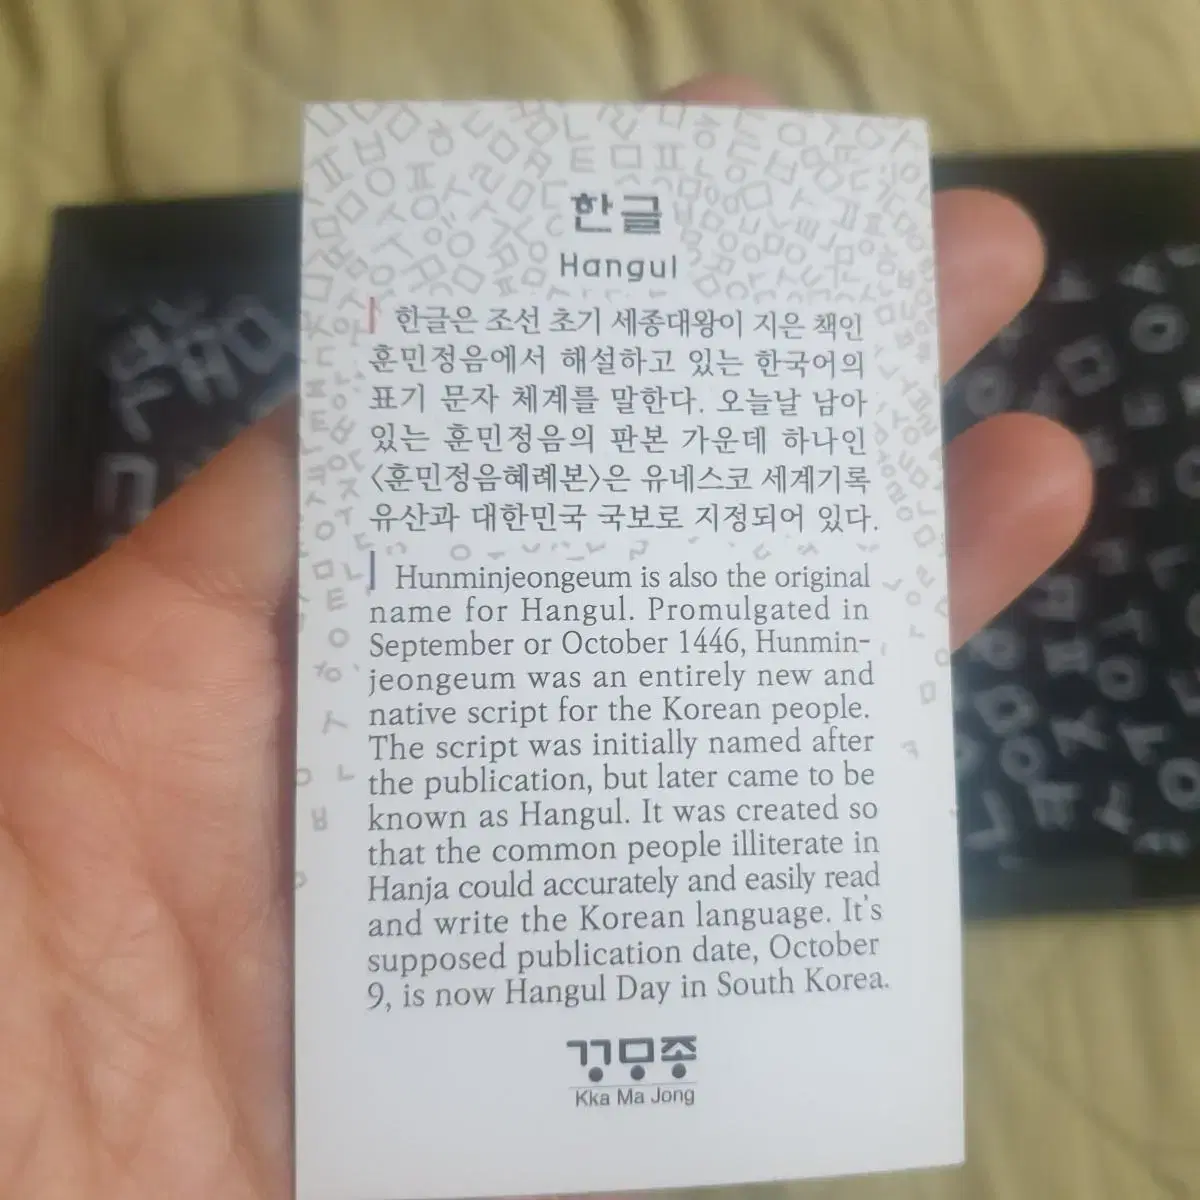 한글
Hangul
한글은 조선 초기 세종대왕이 지은 책인
훈민정음에서 해설하고 있는 한국어의
표기 문자 체계를 말한다. 오늘날 남아
있는 훈민정음의 판본 가운데 하나인
<훈민정음혜례본>은 유네스코 세계기록
유산과 대한민국 국보로 지정되어 있다.
Hunminjeongeum is also the original
name for Hangul. Promulgated in
September or October 1446, Hunmin-
jeongeum was an entirely new and
native script for the Korean people.
The script was initially named after
the publication, but later came to be
known as Hangul. It was created so
that the common people illiterate in
Hanja could accurately and easily read
and write the Korean language. It's
supposed publication date, October
9, is now Hangul Day in South Korea.
Kka Ma Jong